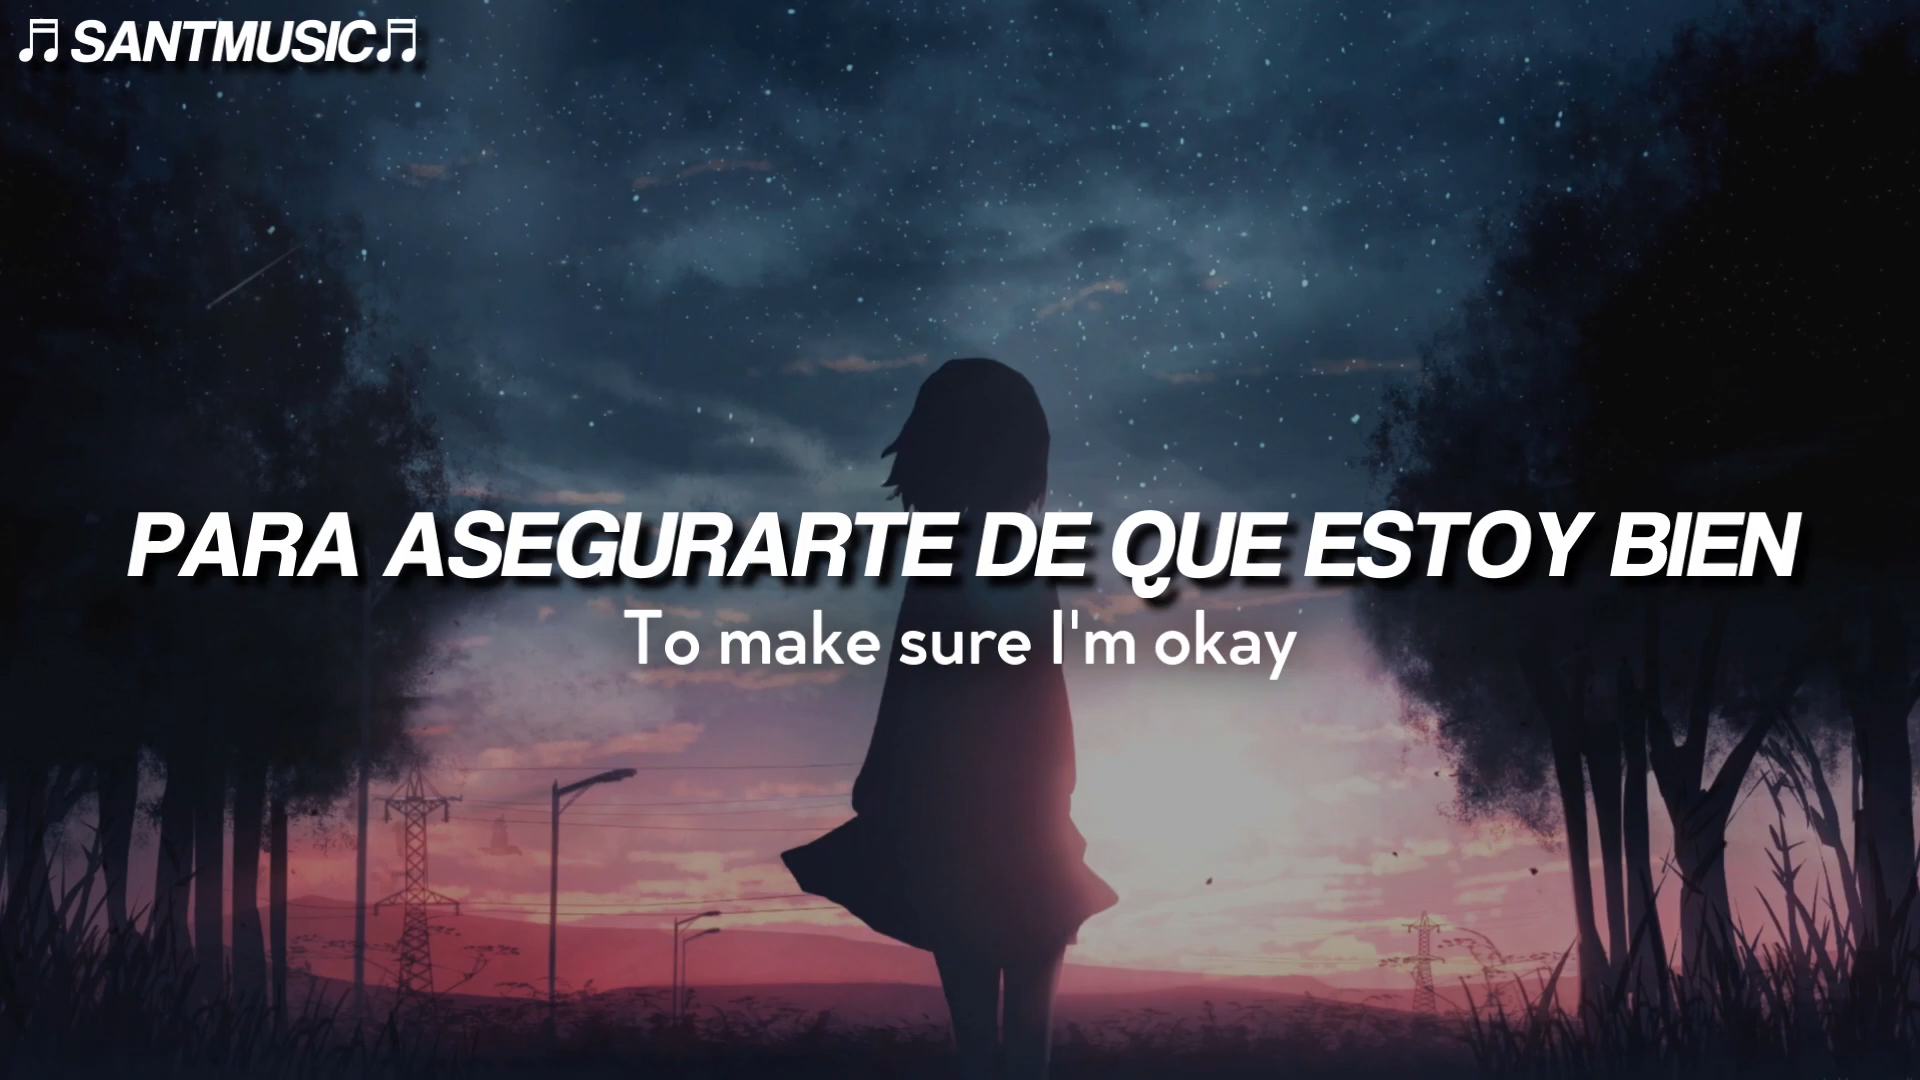 ♫SANTMUSIC♫
PARA ASEGURARTE DE QUE ESTOY BIEN
To make sure I'm okay